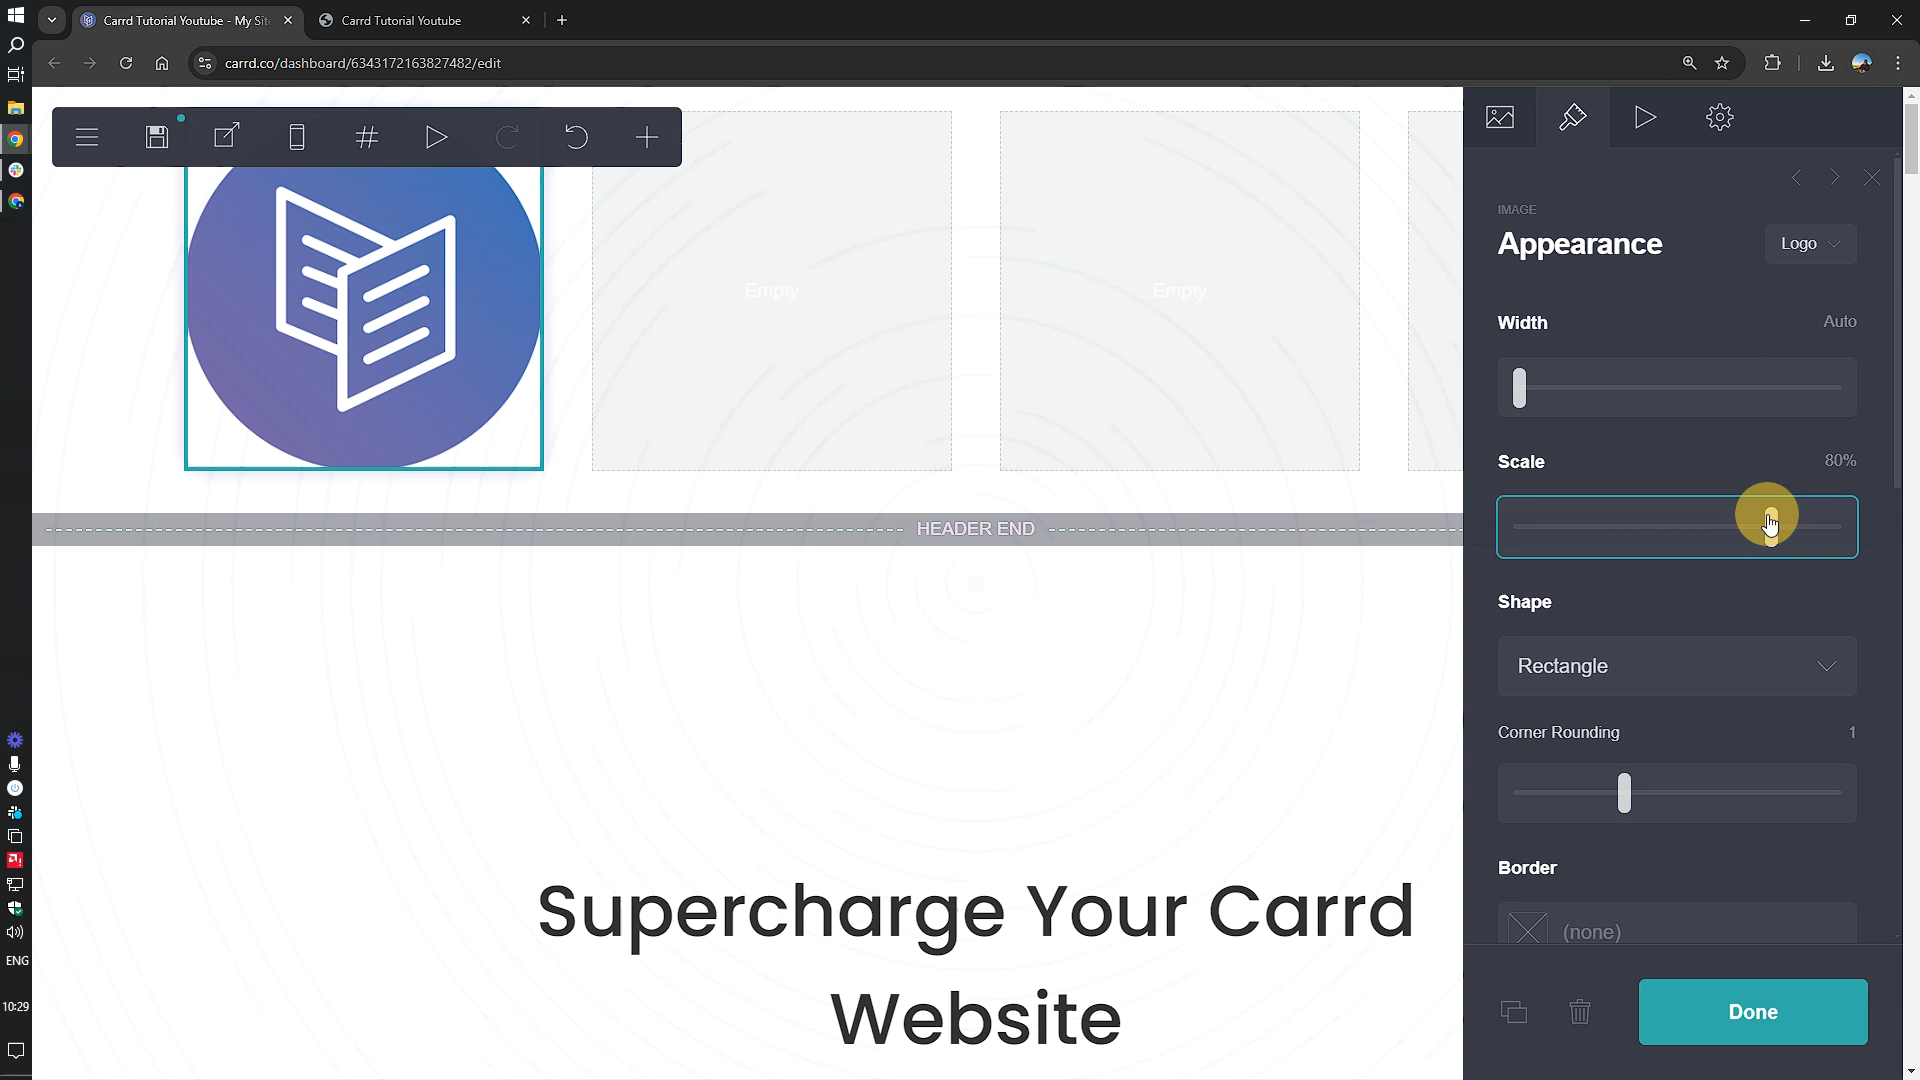 Carrd Tutorial Youtube - My Sit
Carrd Tutorial Youtube
carrd.co/dashboard/6343172163827482/edit
IMAGE
Appearance
Logo
Width
Auto
Empty
Empty
Scale
80%
HEADER END
Shape
Rectangle
Corner Rounding
1
Border
(none)
Supercharge Your Carrd
Website
Done
ENG
10:29